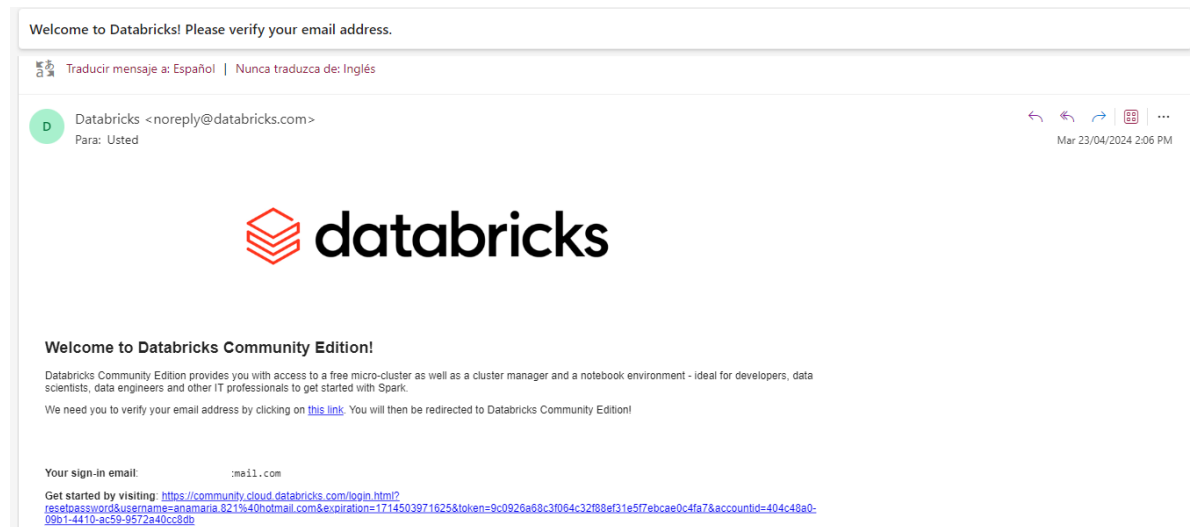 Welcome to Databricks! Please verify your email address.
Traducir mensaje a: Español | Nunca traduzca de: Inglés
D
Databricks <noreply@databricks.com>
Para: Usted
Mar 23/04/2024 2:06 PM
databricks
Welcome to Databricks Community Edition!
Databricks Community Edition provides you with access to a free micro-cluster as well as a cluster manager and a notebook environment - ideal for developers, data
scientists, data engineers and other IT professionals to get started with Spark.
We need you to verify your email address by clicking on this link. You will then be redirected to Databricks Community Edition!
Your sign-in email: :mail.com
Get started by visiting: https://community.cloud.databricks.com/login.html?
resetpassword&username=anamaria.821%40hotmail.com&expiration=1714503971625&token=9c0926a68c3f064c32f88ef31e5f7ebcae0c4fa7&accountid=404c48a0-
09b1-4410-ac59-9572a40cc8db